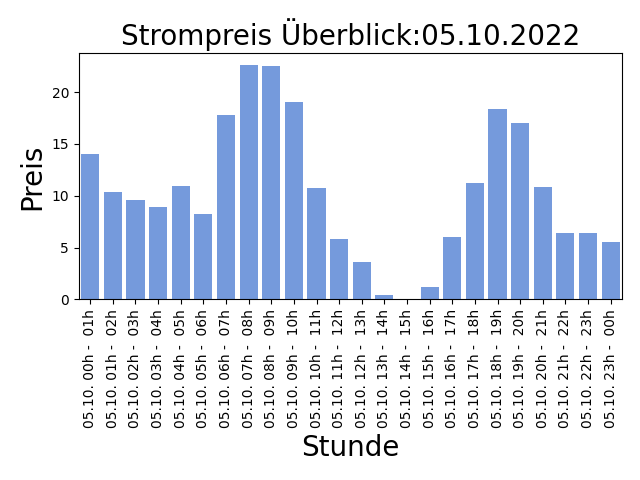 Strompreis Überblick:05.10.2022
Preis
20
15
10
5
0
05.10. 00h - 01h
05.10. 01h - 02h
05.10. 02h - 03h
05.10. 03h - 04h
05.10. 04h - 05h
05.10. 05h - 06h
05.10. 06h - 07h
05.10. 07h - 08h
05.10. 08h - 09h
05.10. 09h - 10h
05.10. 10h - 11h
05.10. 11h - 12h
05.10. 12h - 13h
05.10. 13h - 14h
05.10. 14h - 15h
05.10. 15h - 16h
05.10. 16h - 17h
05.10. 17h - 18h
05.10. 18h - 19h
05.10. 19h - 20h
05.10. 20h - 21h
05.10. 21h - 22h
05.10. 22h - 23h
05.10. 23h - 00h
Stunde